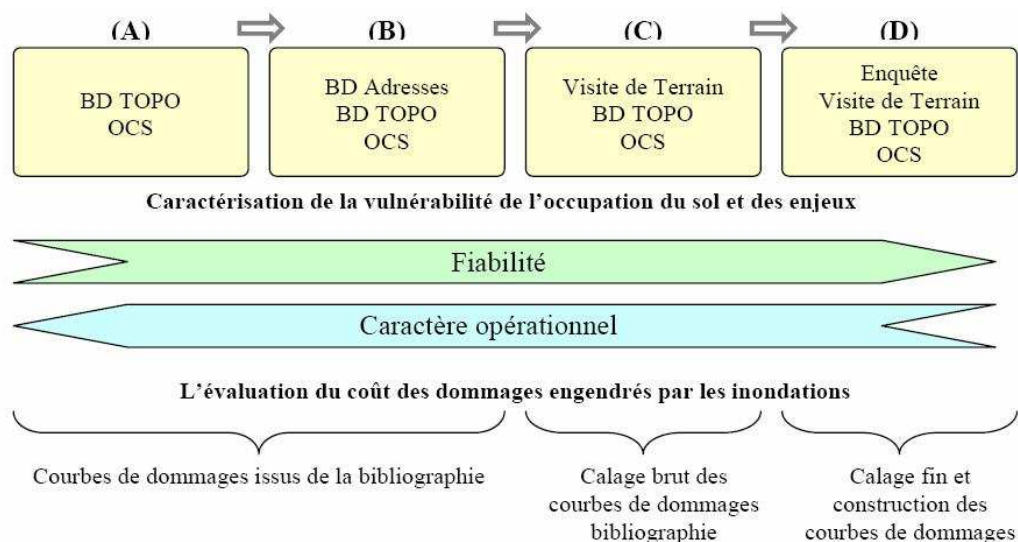 (A) (B) (C) (D)
BD TOPO
OCS
BD Adresses
BD TOPO
OCS
Visite de Terrain
BD TOPO
OCS
Enquête
Visite de Terrain
BD TOPO
OCS
Caractérisation de la vulnérabilité de l’occupation du sol et des enjeux
Fiabilité
Caractère opérationnel
L’évaluation du coût des dommages engendrés par les inondations
Courbes de dommages issus de la bibliographie
Calage brut des
courbes de dommages
bibliographie
Calage fin et
construction des
courbes de dommages